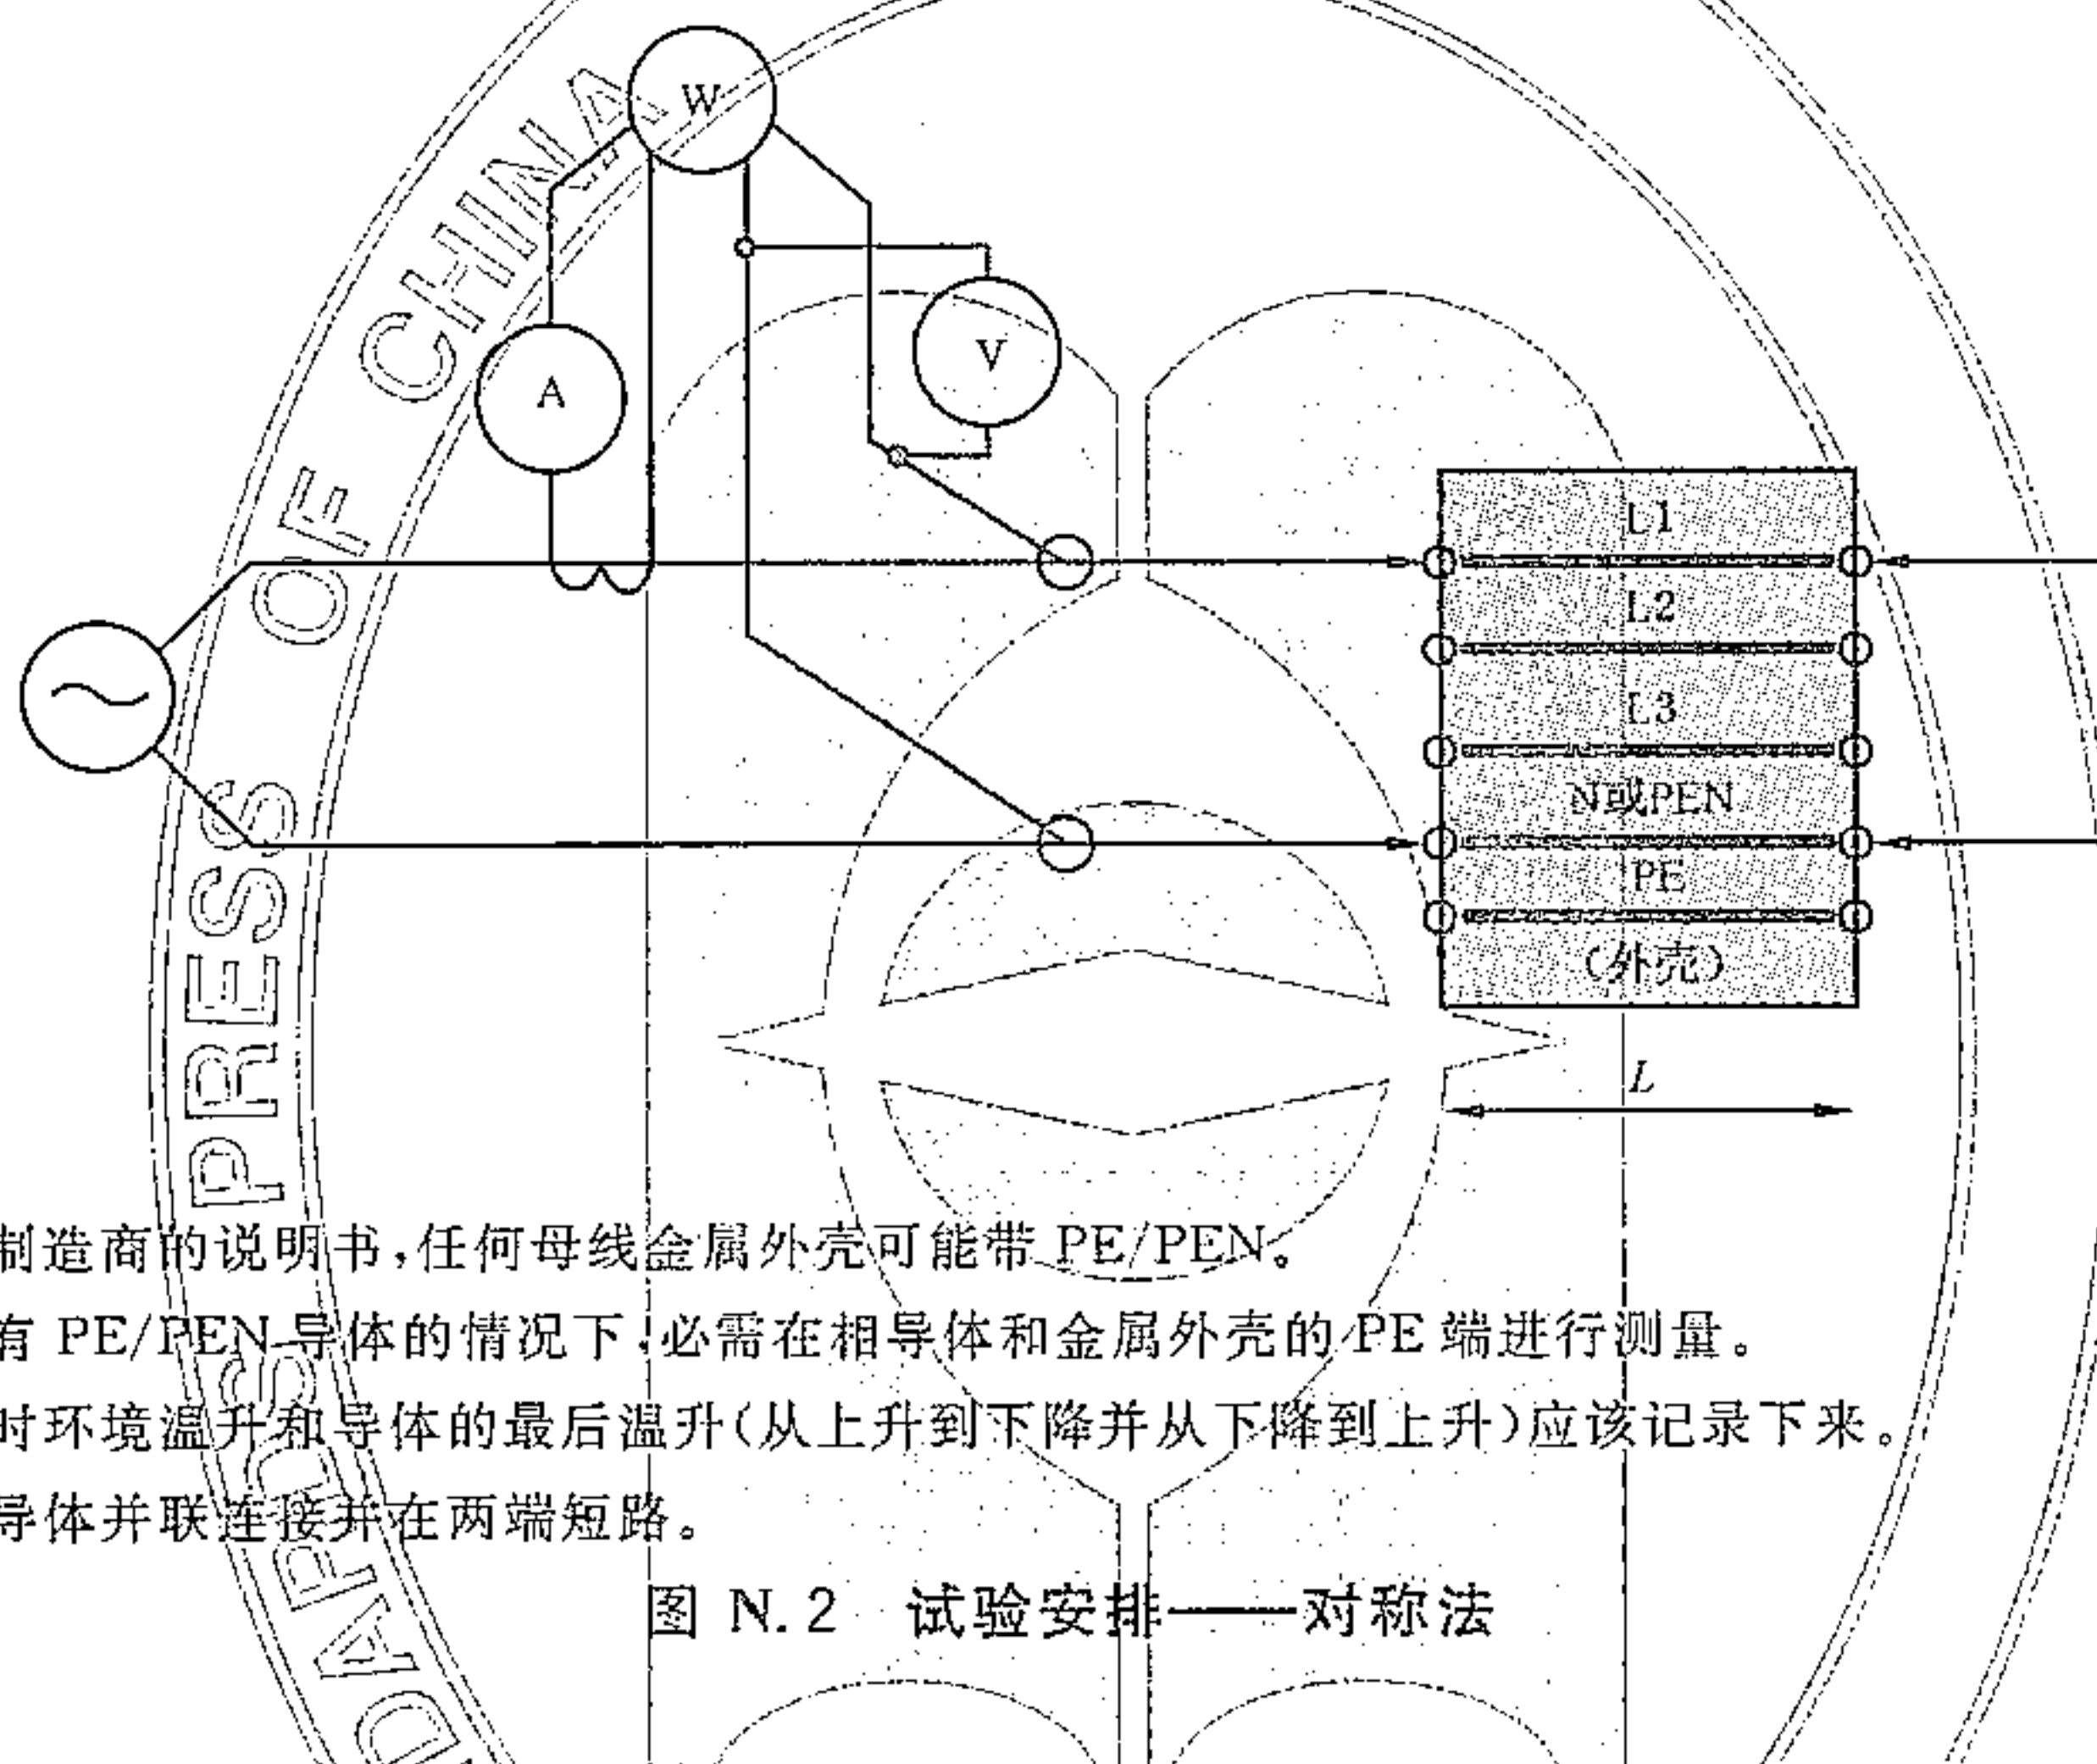 W
A
V
L1
L2
L3
N或PEN
PE
(外壳)
L
制造商的说明书,任何母线金属外壳可能带 PE/PEN。
有 PE/PEN 导体的情况下,必需在相导体和金属外壳的 PE 端进行测量。
时环境温升和导体的最后温升(从上升到下降并从下降到上升)应该记录下来。
导体并联连接并在两端短路。
图 N.2 试验安排——对称法
PRESS OF CHINA